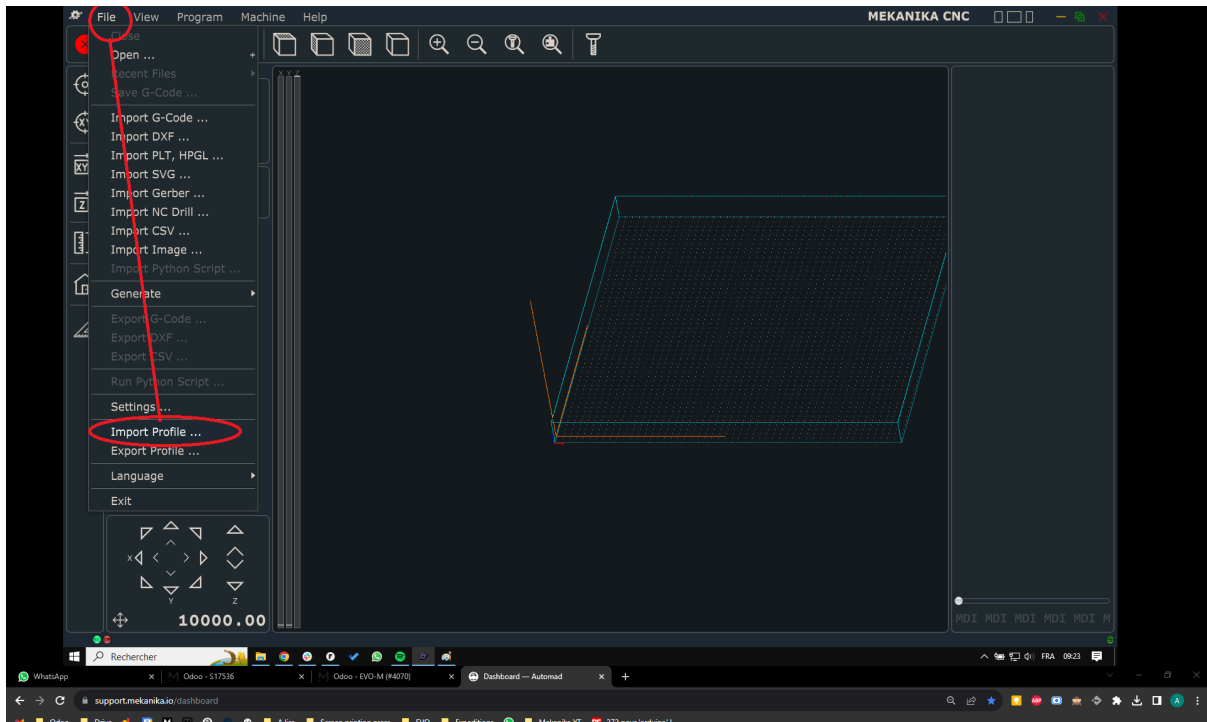 File View Program Machine Help MEKANIKA CNC
Close
Open ... +
Recent Files
Save G-Code ...
X Y Z
Import G-Code ...
Import DXF ...
Import PLT, HPGL ...
Import SVG ...
Import Gerber ...
Import NC Drill ...
Import CSV ...
Import Image ...
Import Python Script ...
Generate
Export G-Code ...
Export DXF ...
Export CSV ...
Run Python Script ...
Settings ...
Import Profile ...
Export Profile ...
Language
Exit
X
Y Z
10000.00
MDI MDI MDI MDI MDI M
Rechercher FRA 09:23
WhatsApp Odoo - S17536 Odoo - EVO-M (#4070) Dashboard — Automad
support.mekanika.io/dashboard